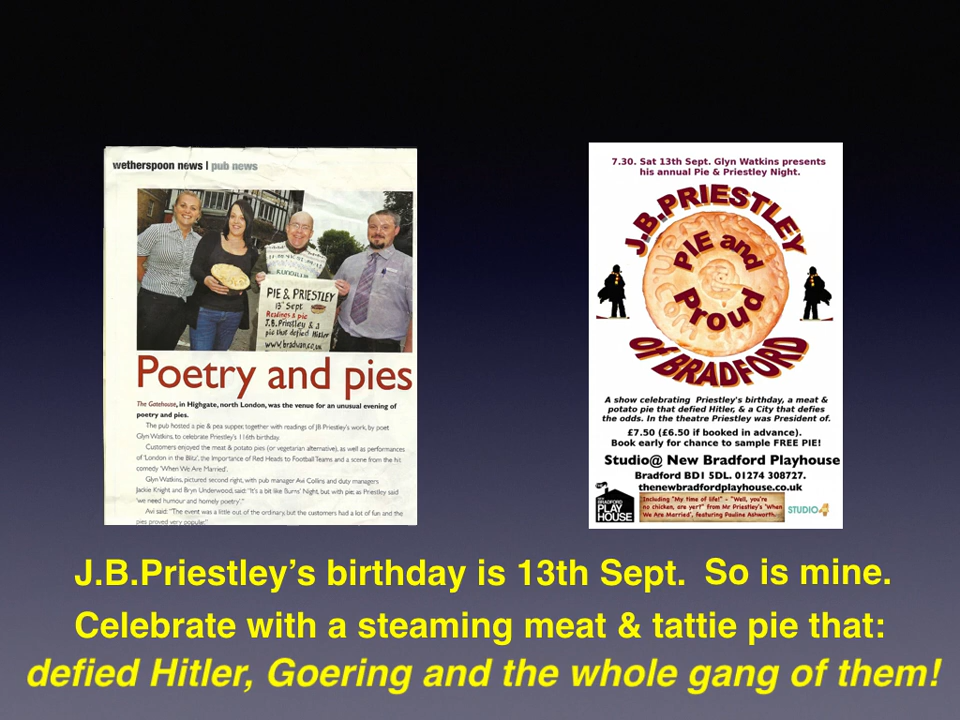 wetherspoon news | pub news
PIE & PRIESTLEY
13th Sept
Readings & pie
J.B. Priestley & a
pie that defied Hitler
www.bradwan.co.uk
Poetry and pies
The Gatehouse, in Highgate, north London, was the venue for an unusual evening of
poetry and pies.
The pub hosted a pie & pea supper, together with readings of JB Priestley's work, by poet
Glyn Watkins, to celebrate Priestley's 116th birthday.
Customers enjoyed the meat & potato pies (or vegetarian alternative), as well as performances
of 'London in the Blitz', the Importance of Red Heads to Football Teams and a scene from the hit
comedy 'When We Are Married'.
Glyn Watkins, pictured second right, with pub manager Avi Collins and duty managers
Jackie Knight and Bryn Underwood, said: "It's a bit like Burns' Night, but with pie, as Priestley said
'we need humour and homely poetry'."
Avi said: "The event was a little out of the ordinary but the customers had a lot of fun and the
pies proved very popular."
7.30. Sat 13th Sept. Glyn Watkins presents
his annual Pie & Priestley Night.
J.B.PRIESTLEY
PIE and
Proud
of BRADFORD
A show celebrating Priestley's birthday, a meat &
potato pie that defied Hitler, & a City that defies
the odds. In the theatre Priestley was President of.
£7.50 (£6.50 if booked in advance).
Book early for chance to sample FREE PIE!
Studio@ New Bradford Playhouse
Bradford BD1 5DL. 01274 308727.
thenewbradfordplayhouse.co.uk
NEW BRADFORD
PLAY
HOUSE
Including "My time of life!" - "Well, you're
no chicken, are yer?" from Mr Priestley's 'When
We Are Married', featuring Pauline Ashworth.
STUDIO
J.B.Priestley's birthday is 13th Sept. So is mine.
Celebrate with a steaming meat & tattie pie that:
defied Hitler, Goering and the whole gang of them!